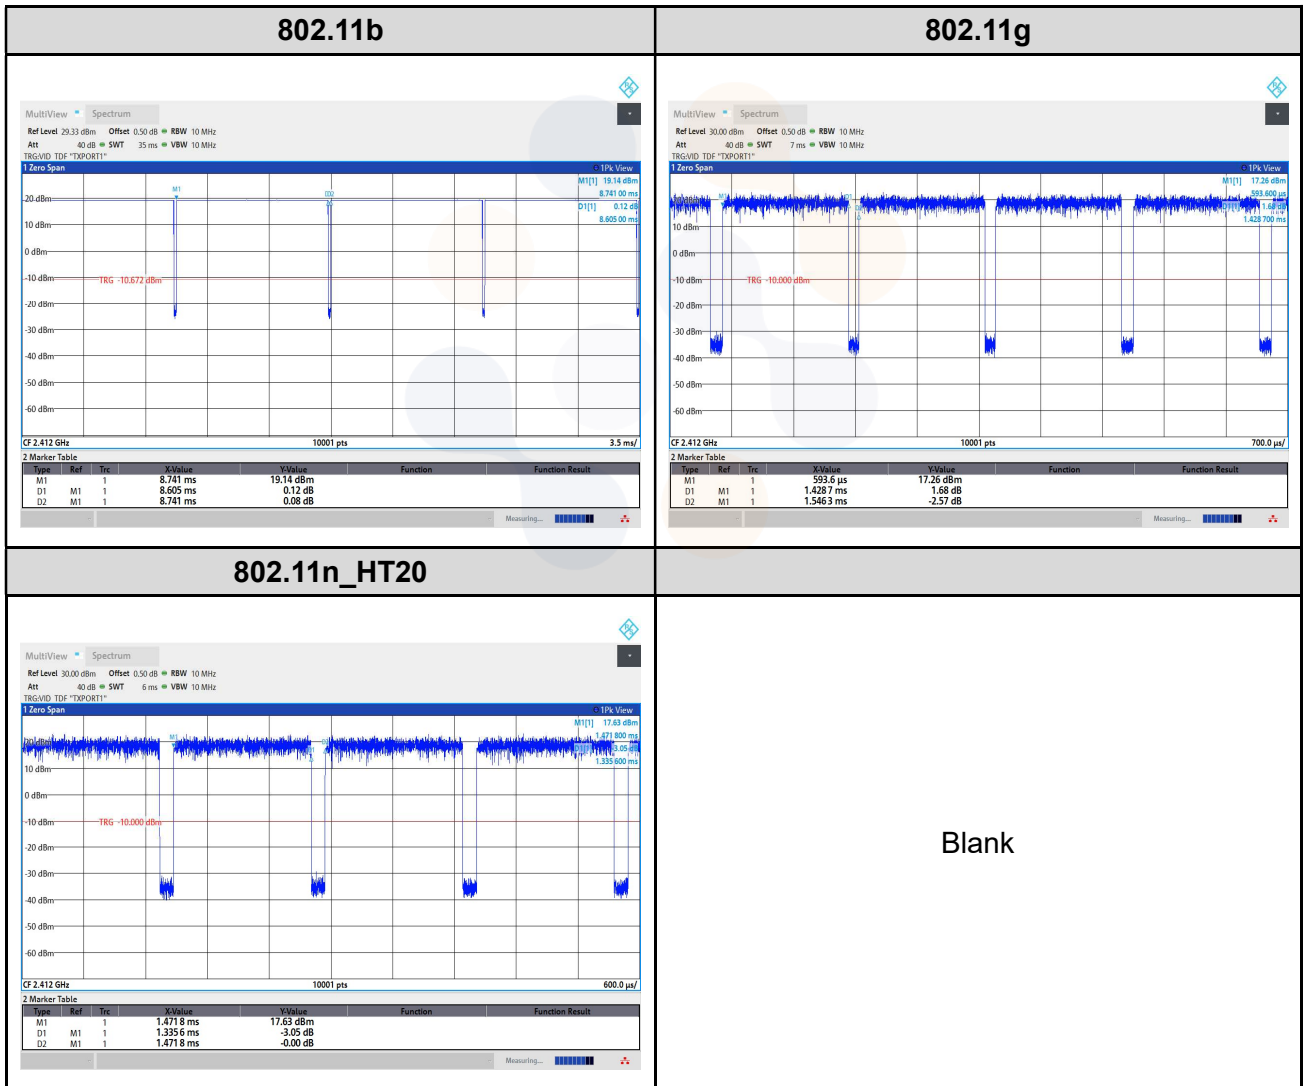 802.11b
802.11g
MultiView Spectrum
Ref Level 29.33 dBm Offset 0.50 dB RBW 10 MHz
Att 40 dB SWT 35 ms VBW 10 MHz
TRG:VID TDF "TXPORT1"
1 Zero Span 1Pk View
M1[1] 19.14 dBm
8.741 00 ms
D1[1] 0.12 dB
8.605 00 ms
M1
D2
20 dBm
10 dBm
0 dBm
-10 dBm
TRG -10.672 dBm
-20 dBm
-30 dBm
-40 dBm
-50 dBm
-60 dBm
CF 2.412 GHz 10001 pts 3.5 ms/
2 Marker Table
Type Ref Trc X-Value Y-Value Function Function Result
M1 1 8.741 ms 19.14 dBm
D1 M1 1 8.605 ms 0.12 dB
D2 M1 1 8.741 ms 0.08 dB
Measuring...
MultiView Spectrum
Ref Level 30.00 dBm Offset 0.50 dB RBW 10 MHz
Att 40 dB SWT 7 ms VBW 10 MHz
TRG:VID TDF "TXPORT1"
1 Zero Span 1Pk View
M1[1] 17.26 dBm
593.600 µs
D1[1] 1.68 dB
1.428 700 ms
M1
D1
10 dBm
0 dBm
-10 dBm
TRG -10.000 dBm
-20 dBm
-30 dBm
-40 dBm
-50 dBm
-60 dBm
CF 2.412 GHz 10001 pts 700.0 µs/
2 Marker Table
Type Ref Trc X-Value Y-Value Function Function Result
M1 1 593.6 µs 17.26 dBm
D1 M1 1 1.428 7 ms 1.68 dB
D2 M1 1 1.546 3 ms -2.57 dB
Measuring...
802.11n_HT20
MultiView Spectrum
Ref Level 30.00 dBm Offset 0.50 dB RBW 10 MHz
Att 40 dB SWT 6 ms VBW 10 MHz
TRG:VID TDF "TXPORT1"
1 Zero Span 1Pk View
M1[1] 17.63 dBm
1.471 800 ms
D1[1] -3.05 dB
1.335 600 ms
M1
10 dBm
0 dBm
-10 dBm
TRG -10.000 dBm
-20 dBm
-30 dBm
-40 dBm
-50 dBm
-60 dBm
CF 2.412 GHz 10001 pts 600.0 µs/
2 Marker Table
Type Ref Trc X-Value Y-Value Function Function Result
M1 1 1.471 8 ms 17.63 dBm
D1 M1 1 1.335 6 ms -3.05 dB
D2 M1 1 1.471 8 ms -0.00 dB
Measuring...
Blank